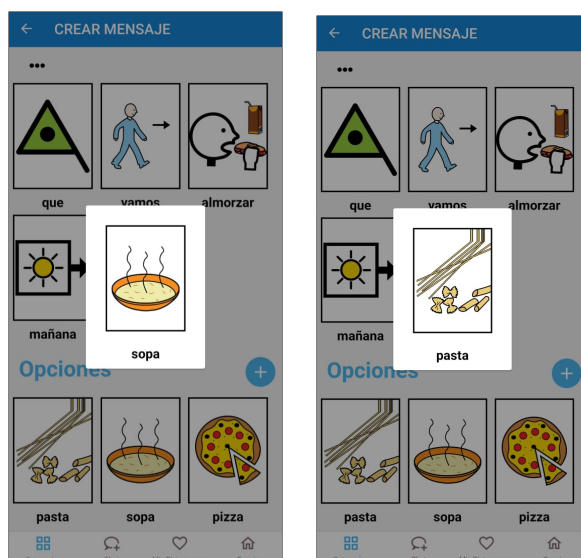 CREAR MENSAJE
...
que vamos almorzar
mañana
sopa
Opciones
pasta sopa pizza
CREAR MENSAJE
...
que vamos almorzar
mañana
pasta
Opciones
pasta sopa pizza